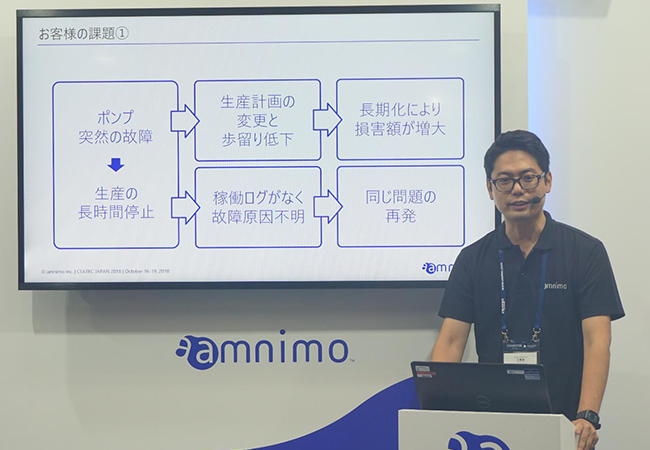 お客様の課題①
ポンプ
突然の故障
生産の
長時間停止
生産計画の
変更と
歩留り低下
長期化により
損害額が増大
稼働ログがなく
故障原因不明
同じ問題の
再発
© amnimo inc. | CEATEC JAPAN 2018 | October 16-19, 2018
amn
amnimo
amnimo
DELL
amnimo